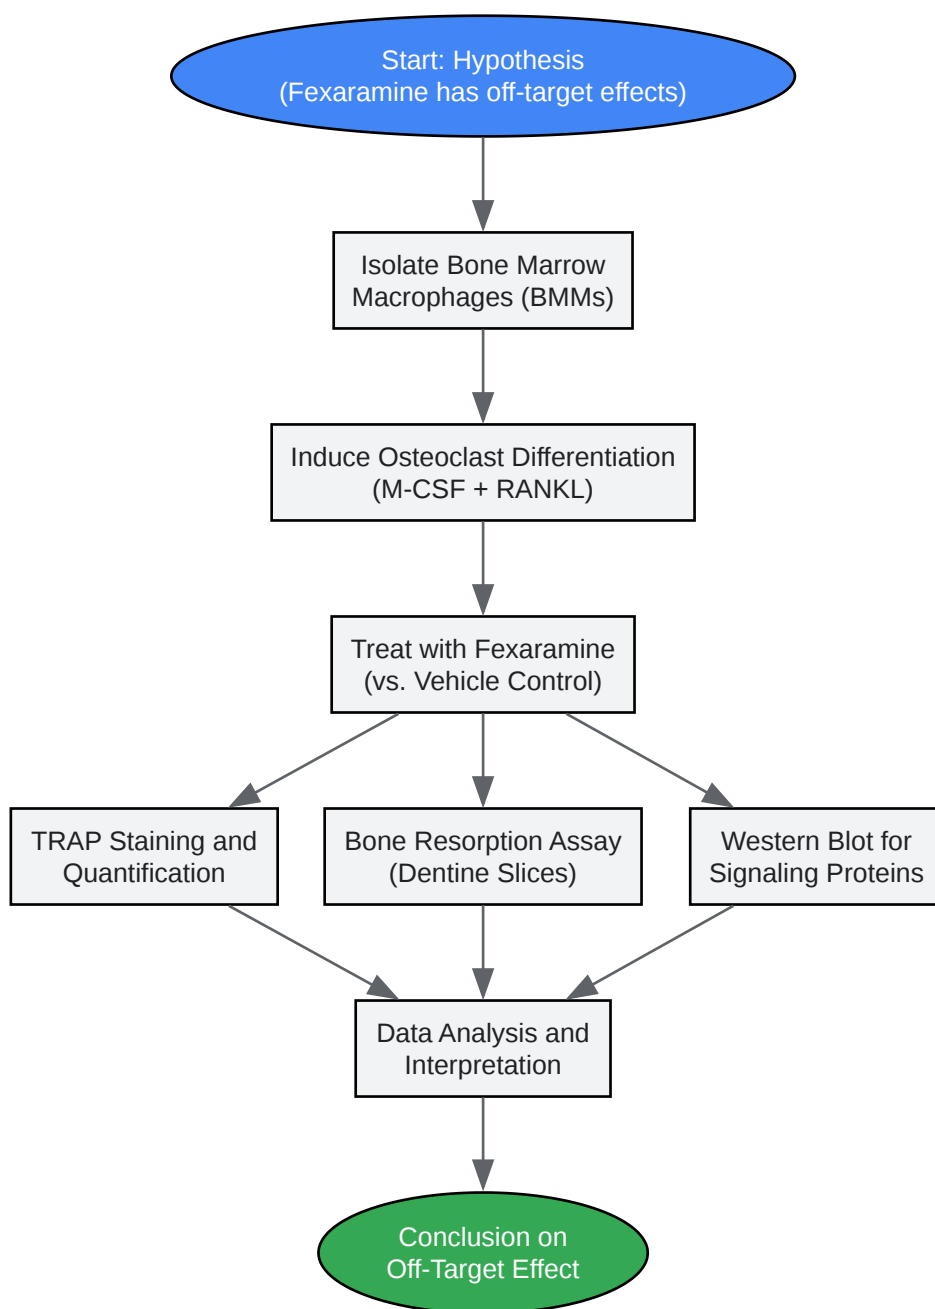 Start: Hypothesis
(Fexaramine has off-target effects)
Isolate Bone Marrow
Macrophages (BMMs)
Induce Osteoclast Differentiation
(M-CSF + RANKL)
Treat with Fexaramine
(vs. Vehicle Control)
TRAP Staining and
Quantification
Bone Resorption Assay
(Dentine Slices)
Western Blot for
Signaling Proteins
Data Analysis and
Interpretation
Conclusion on
Off-Target Effect